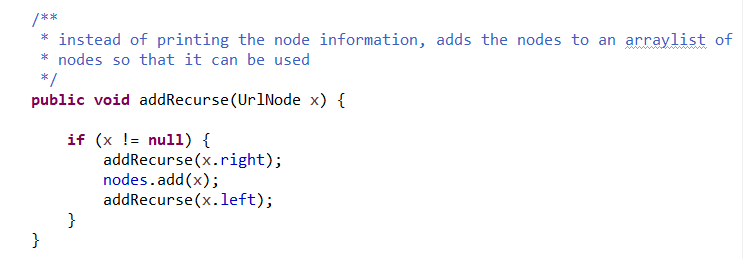 /**
 * instead of printing the node information, adds the nodes to an arraylist of
 * nodes so that it can be used
 */
public void addRecurse(UrlNode x) {

    if (x != null) {
        addRecurse(x.right);
        nodes.add(x);
        addRecurse(x.left);
    }
}